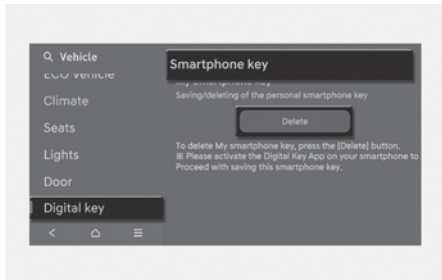 Vehicle
Smartphone key
ECO vehicle
My smartphone key
Climate
Saving/deleting of the personal smartphone key
Seats
Delete
Lights
To delete My smartphone key, press the [Delete] button.
※ Please activate the Digital Key App on your smartphone to
Proceed with saving this smartphone key.
Door
Digital key